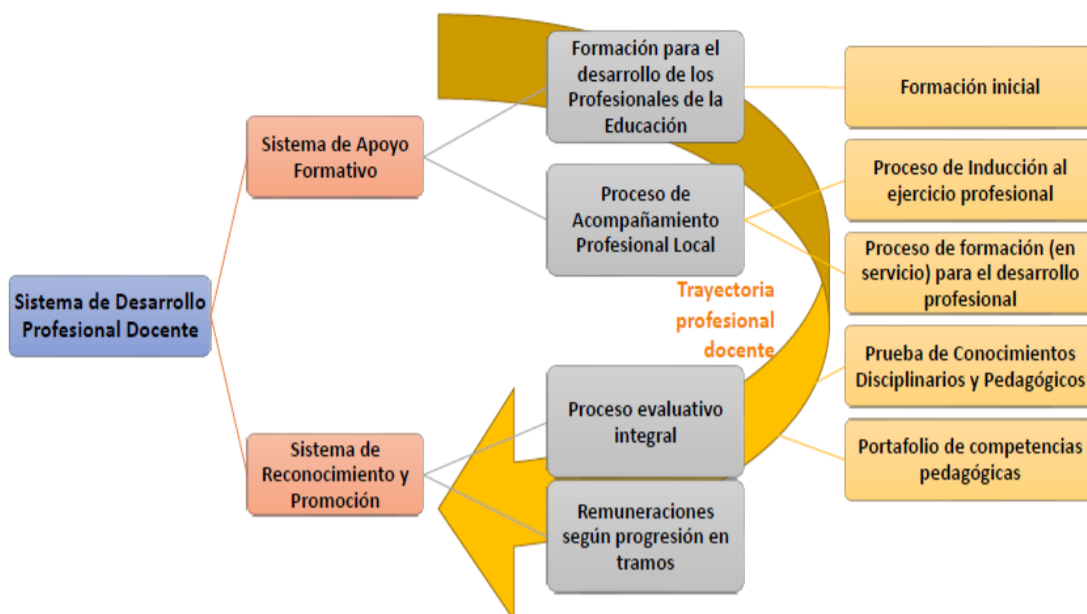 Sistema de Desarrollo
Profesional Docente
Sistema de Apoyo
Formativo
Sistema de
Reconocimiento y
Promoción
Formación para el
desarrollo de los
Profesionales de la
Educación
Proceso de
Acompañamiento
Profesional Local
Trayectoria
profesional
docente
Proceso evaluativo
integral
Remuneraciones
según progresión en
tramos
Formación inicial
Proceso de Inducción al
ejercicio profesional
Proceso de formación (en
servicio) para el desarrollo
profesional
Prueba de Conocimientos
Disciplinarios y Pedagógicos
Portafolio de competencias
pedagógicas